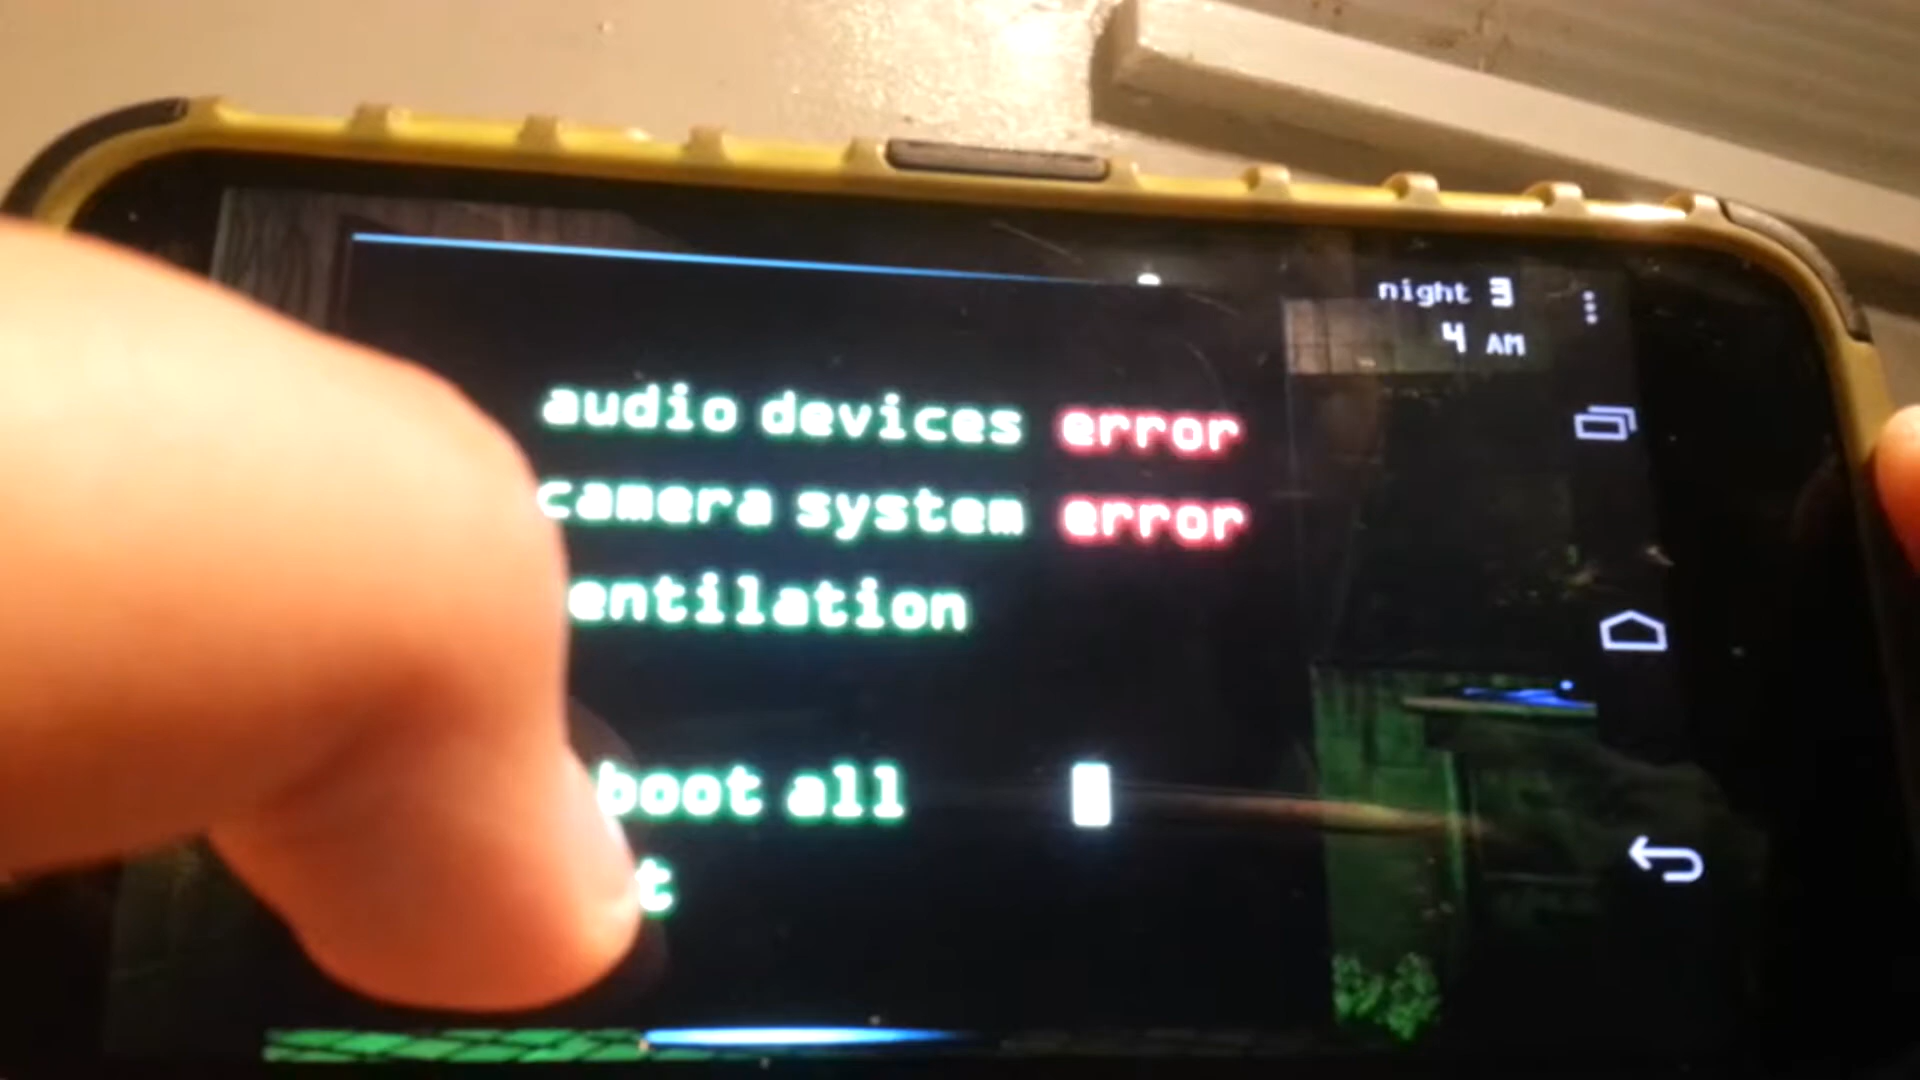 night 3
4 AM
audio devices error
camera system error
entilation
boot all
t